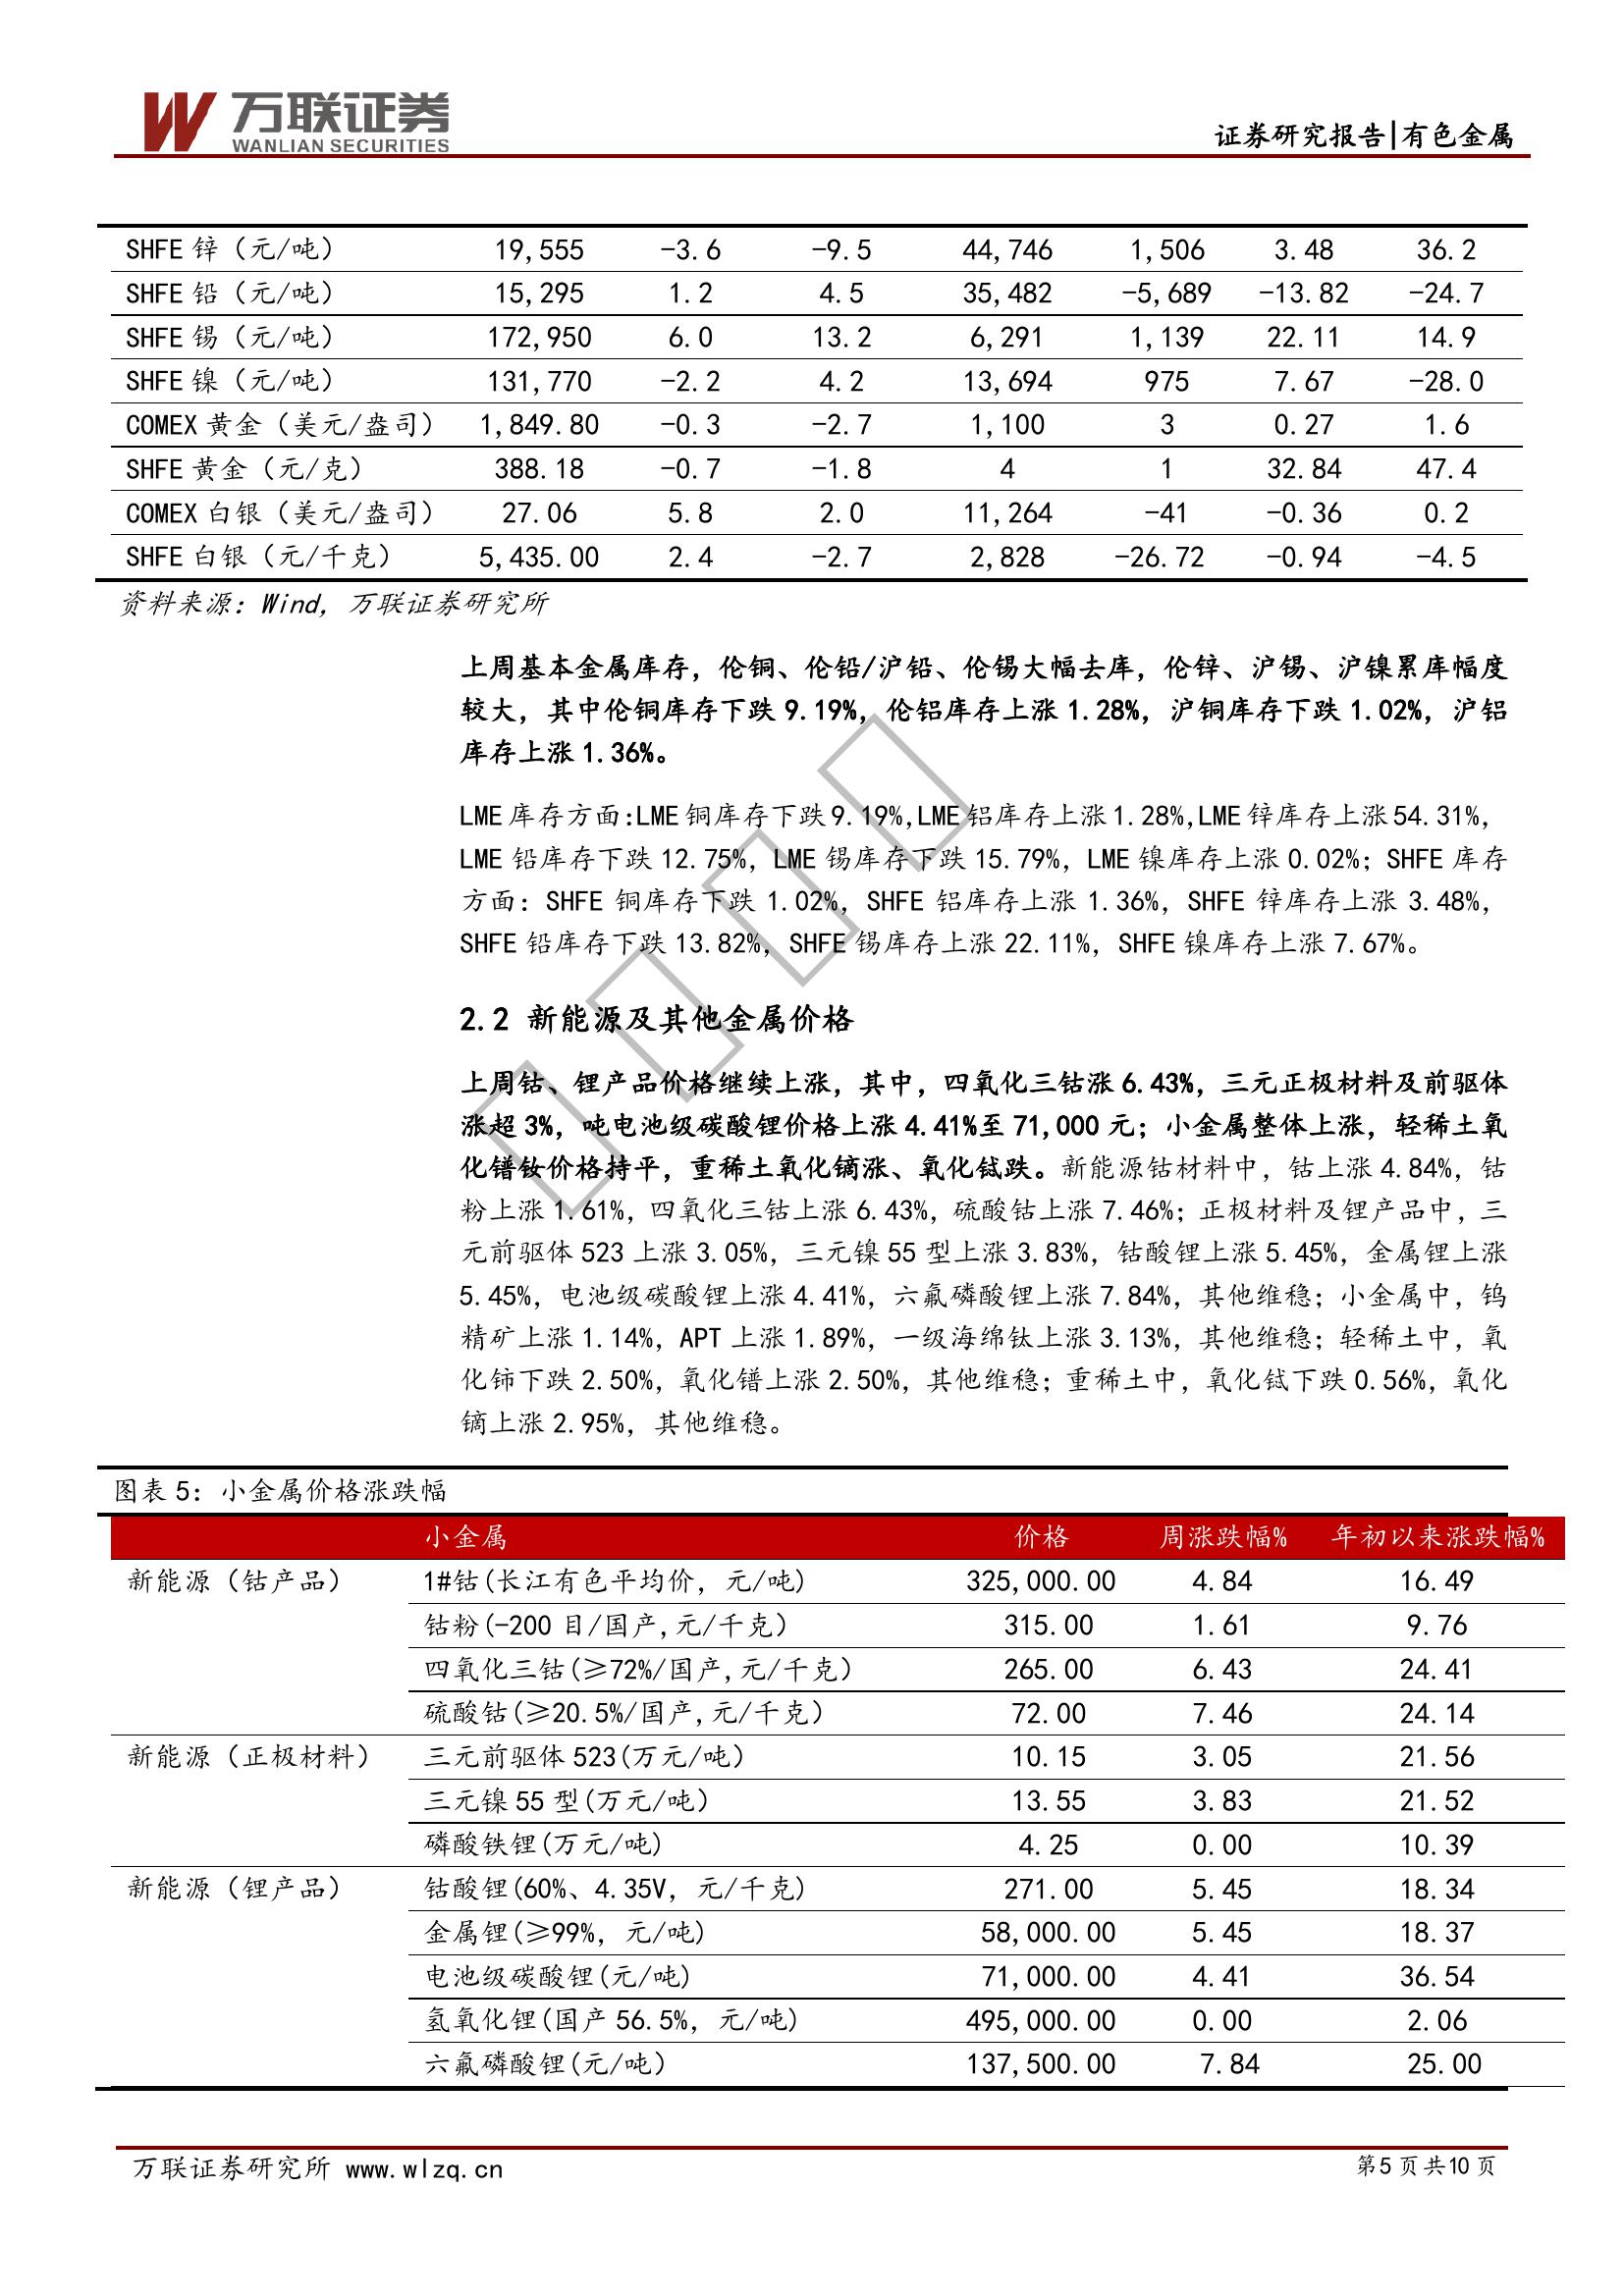 万联证券
WANLIAN SECURITIES
证券研究报告|有色金属
SHFE 锌（元/吨） 19,555 -3.6 -9.5 44,746 1,506 3.48 36.2
SHFE 铅（元/吨） 15,295 1.2 4.5 35,482 -5,689 -13.82 -24.7
SHFE 锡（元/吨） 172,950 6.0 13.2 6,291 1,139 22.11 14.9
SHFE 镍（元/吨） 131,770 -2.2 4.2 13,694 975 7.67 -28.0
COMEX 黄金（美元/盎司） 1,849.80 -0.3 -2.7 1,100 3 0.27 1.6
SHFE 黄金（元/克） 388.18 -0.7 -1.8 4 1 32.84 47.4
COMEX 白银（美元/盎司） 27.06 5.8 2.0 11,264 -41 -0.36 0.2
SHFE 白银（元/千克） 5,435.00 2.4 -2.7 2,828 -26.72 -0.94 -4.5
资料来源：Wind，万联证券研究所
上周基本金属库存，伦铜、伦铅/沪铅、伦锡大幅去库，伦锌、沪锡、沪镍累库幅度
较大，其中伦铜库存下跌 9.19%，伦铝库存上涨 1.28%，沪铜库存下跌 1.02%，沪铝
库存上涨 1.36%。
LME 库存方面:LME 铜库存下跌 9.19%,LME 铝库存上涨 1.28%,LME 锌库存上涨 54.31%，
LME 铅库存下跌 12.75%，LME 锡库存下跌 15.79%，LME 镍库存上涨 0.02%；SHFE 库存
方面：SHFE 铜库存下跌 1.02%，SHFE 铝库存上涨 1.36%，SHFE 锌库存上涨 3.48%，
SHFE 铅库存下跌 13.82%，SHFE 锡库存上涨 22.11%，SHFE 镍库存上涨 7.67%。
2.2 新能源及其他金属价格
上周钴、锂产品价格继续上涨，其中，四氧化三钴涨 6.43%，三元正极材料及前驱体
涨超 3%，吨电池级碳酸锂价格上涨 4.41%至 71,000 元；小金属整体上涨，轻稀土氧
化镨钕价格持平，重稀土氧化镝涨、氧化铽跌。新能源钴材料中，钴上涨 4.84%，钴
粉上涨 1.61%，四氧化三钴上涨 6.43%，硫酸钴上涨 7.46%；正极材料及锂产品中，三
元前驱体 523 上涨 3.05%，三元镍 55 型上涨 3.83%，钴酸锂上涨 5.45%，金属锂上涨
5.45%，电池级碳酸锂上涨 4.41%，六氟磷酸锂上涨 7.84%，其他维稳；小金属中，钨
精矿上涨 1.14%，APT 上涨 1.89%，一级海绵钛上涨 3.13%，其他维稳；轻稀土中，氧
化铈下跌 2.50%，氧化镨上涨 2.50%，其他维稳；重稀土中，氧化铽下跌 0.56%，氧化
镝上涨 2.95%，其他维稳。
图表 5：小金属价格涨跌幅
小金属 价格 周涨跌幅% 年初以来涨跌幅%
新能源（钴产品） 1#钴(长江有色平均价，元/吨) 325,000.00 4.84 16.49
钴粉(-200 目/国产,元/千克) 315.00 1.61 9.76
四氧化三钴(≥72%/国产,元/千克) 265.00 6.43 24.41
硫酸钴(≥20.5%/国产,元/千克) 72.00 7.46 24.14
新能源（正极材料） 三元前驱体 523(万元/吨) 10.15 3.05 21.56
三元镍 55 型(万元/吨) 13.55 3.83 21.52
磷酸铁锂(万元/吨) 4.25 0.00 10.39
新能源（锂产品） 钴酸锂(60%、4.35V，元/千克) 271.00 5.45 18.34
金属锂(≥99%，元/吨) 58,000.00 5.45 18.37
电池级碳酸锂(元/吨) 71,000.00 4.41 36.54
氢氧化锂(国产 56.5%，元/吨) 495,000.00 0.00 2.06
六氟磷酸锂(元/吨) 137,500.00 7.84 25.00
万联证券研究所 www.wlzq.cn
第5 页共10 页